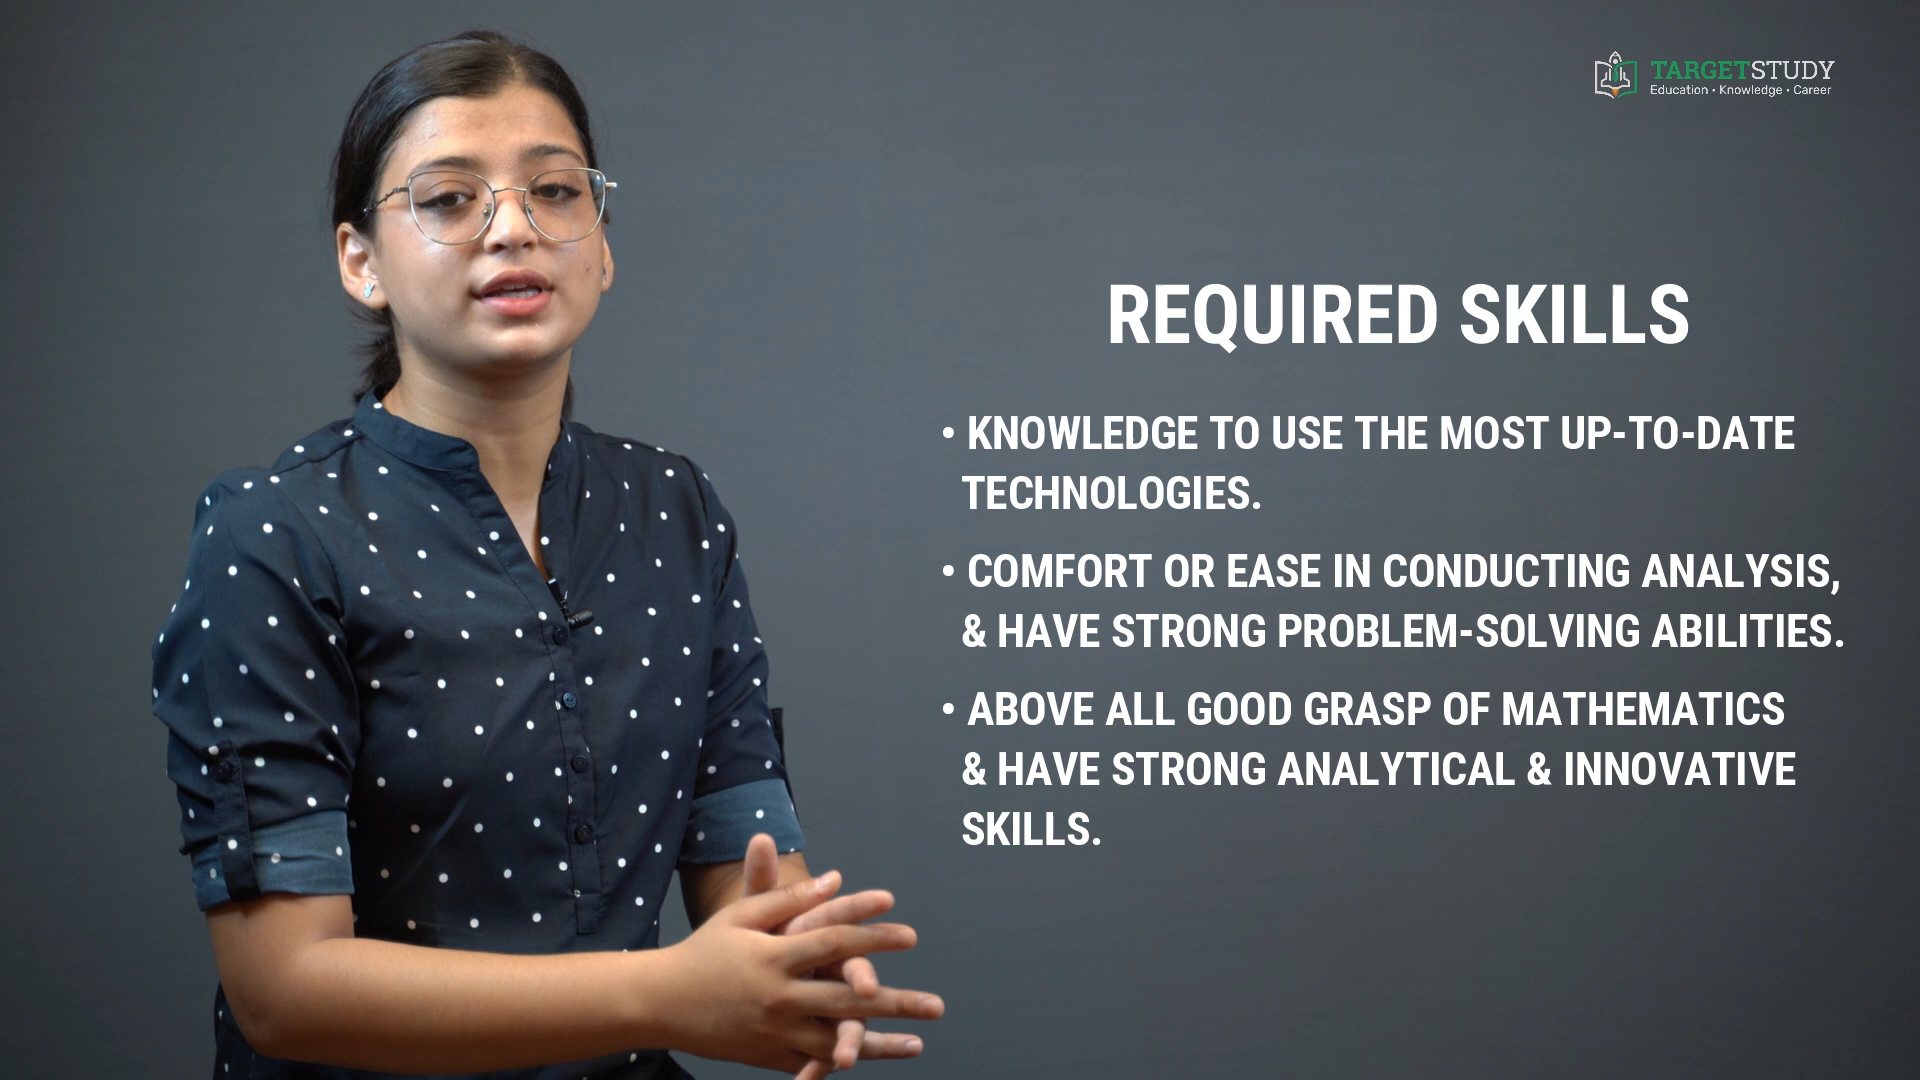 TARGETSTUDY
Education • Knowledge • Career
REQUIRED SKILLS
• KNOWLEDGE TO USE THE MOST UP-TO-DATE
TECHNOLOGIES.
• COMFORT OR EASE IN CONDUCTING ANALYSIS,
& HAVE STRONG PROBLEM-SOLVING ABILITIES.
• ABOVE ALL GOOD GRASP OF MATHEMATICS
& HAVE STRONG ANALYTICAL & INNOVATIVE
SKILLS.